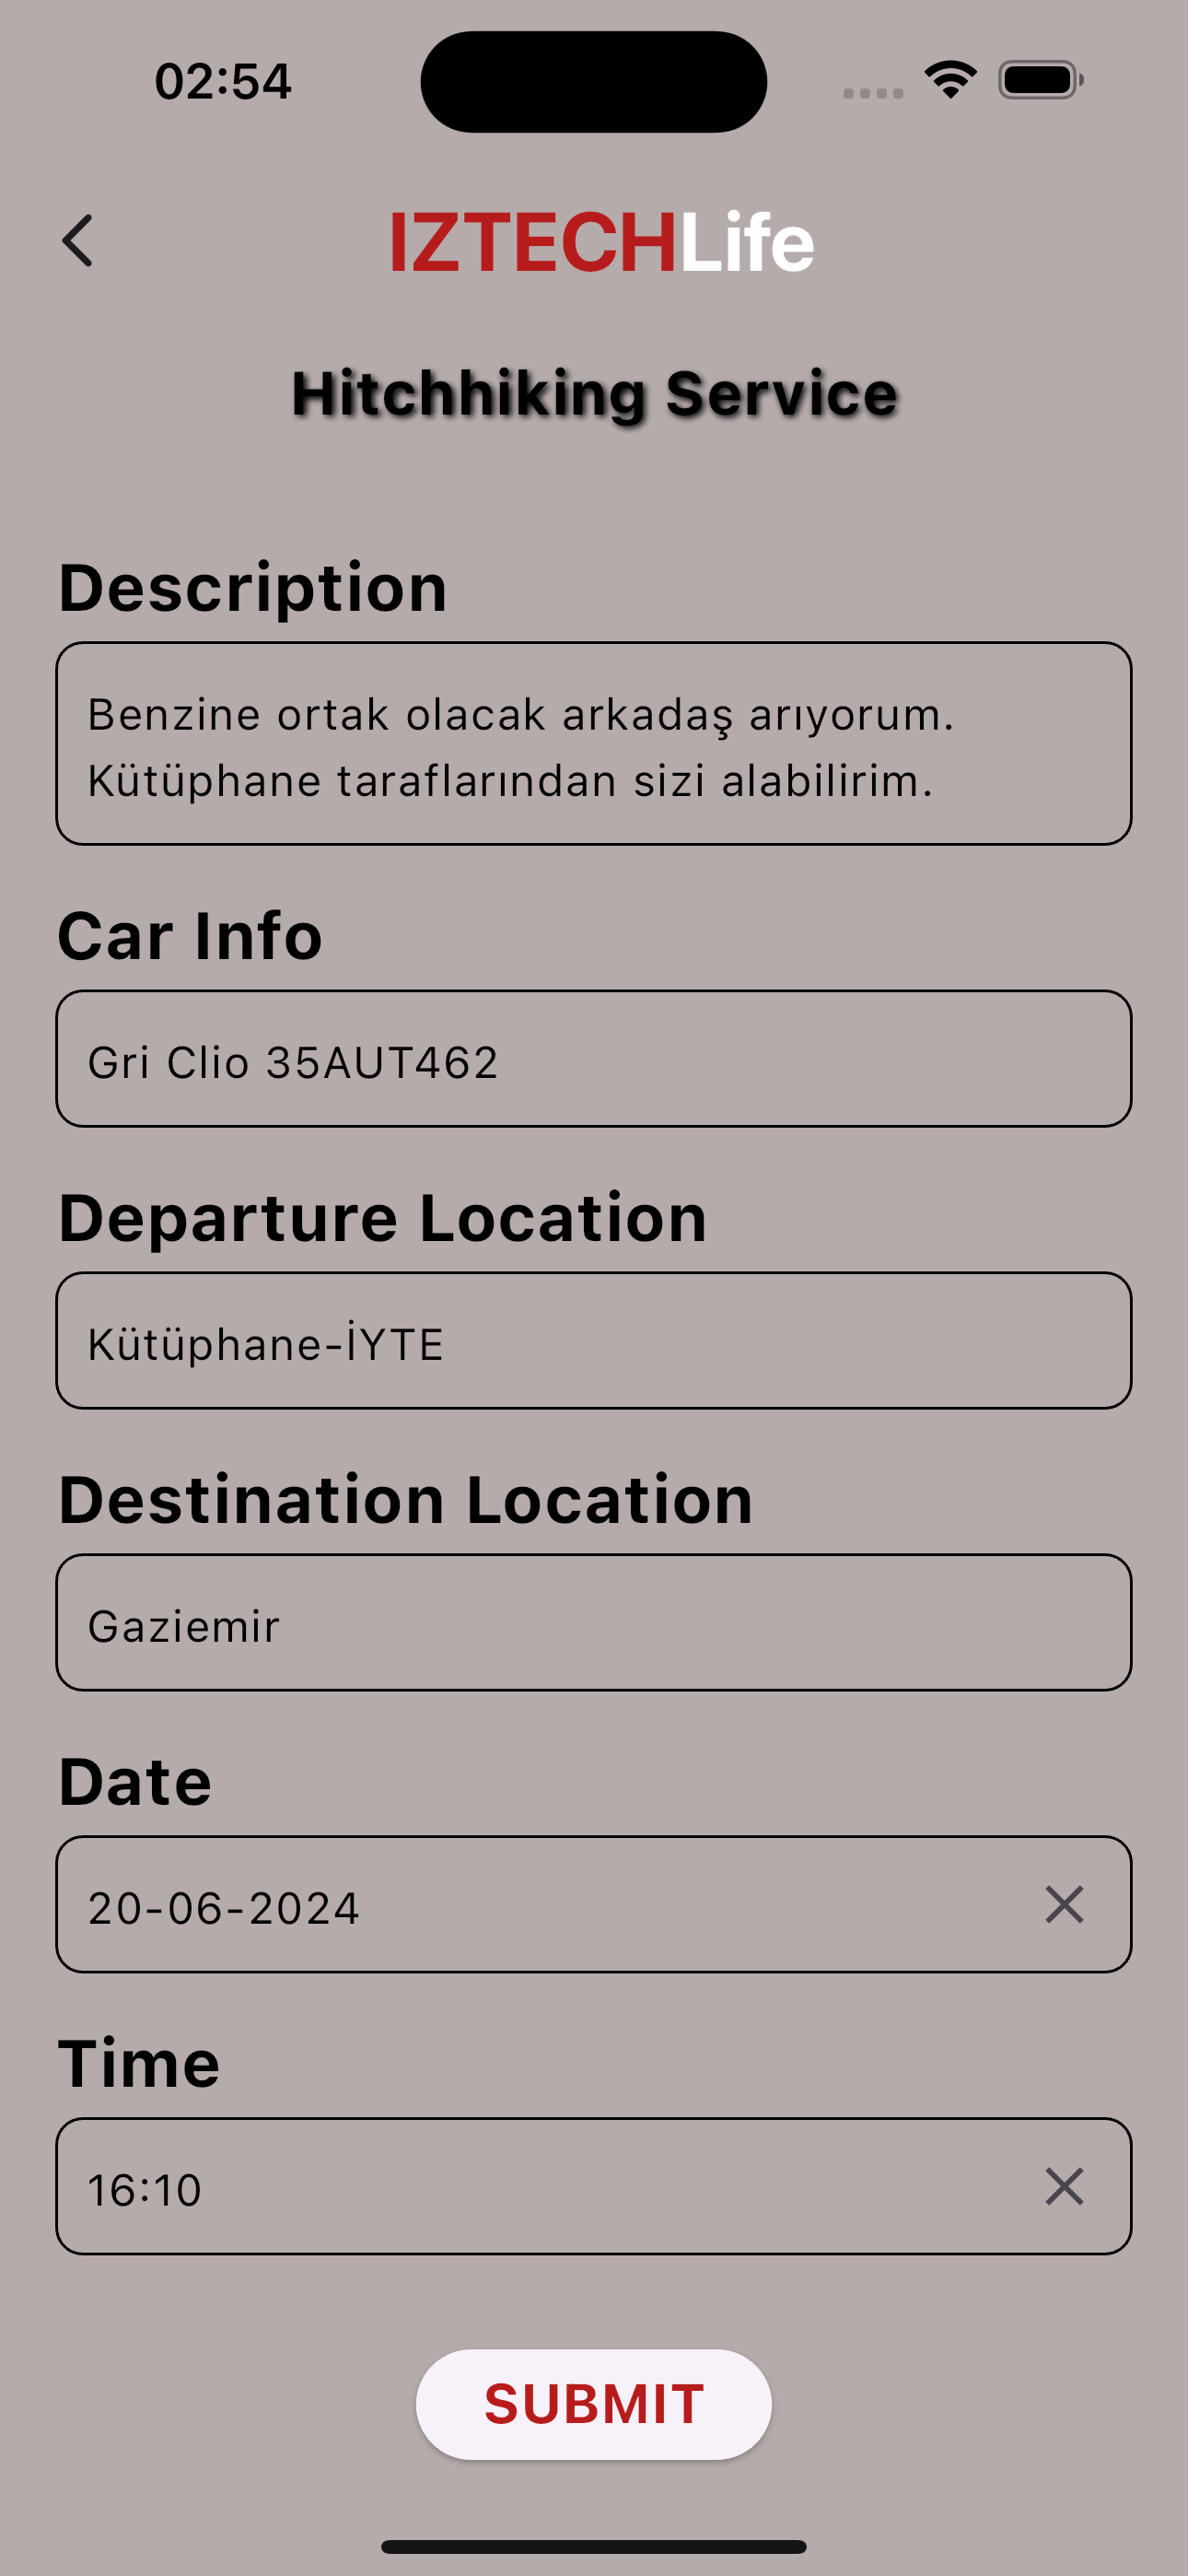 02:54
IZTECHLife
Hitchhiking Service
Description
Benzine ortak olacak arkadaş arıyorum.
Kütüphane taraflarından sizi alabilirim.
Car Info
Gri Clio 35AUT462
Departure Location
Kütüphane-İYTE
Destination Location
Gaziemir
Date
20-06-2024
Time
16:10
SUBMIT